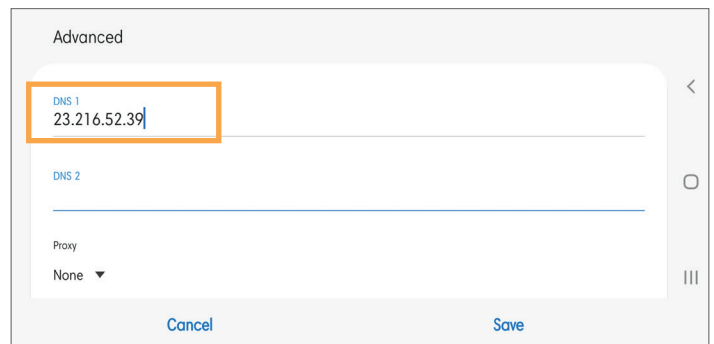 Advanced
DNS 1
23.216.52.39
DNS 2
Proxy
None
Cancel Save